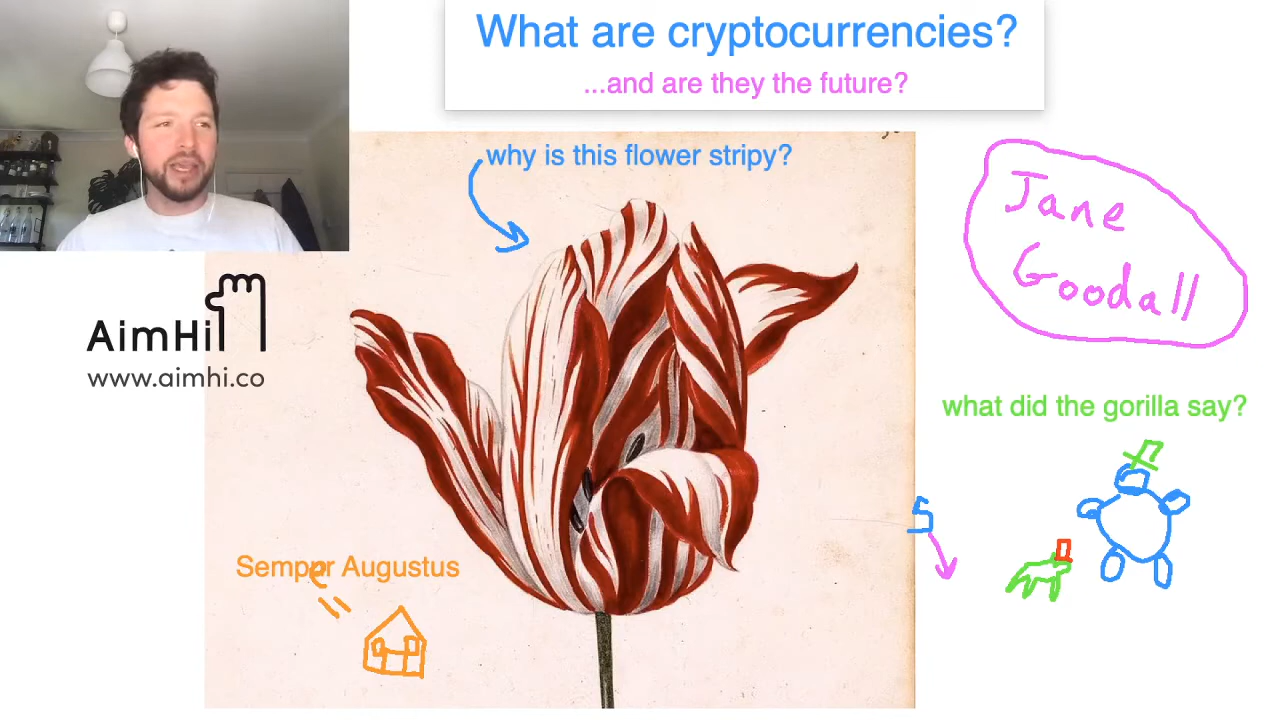 What are cryptocurrencies?
...and are they the future?
why is this flower stripy?
Jane
Goodall
AimHi
www.aimhi.co
what did the gorilla say?
5
Semper Augustus